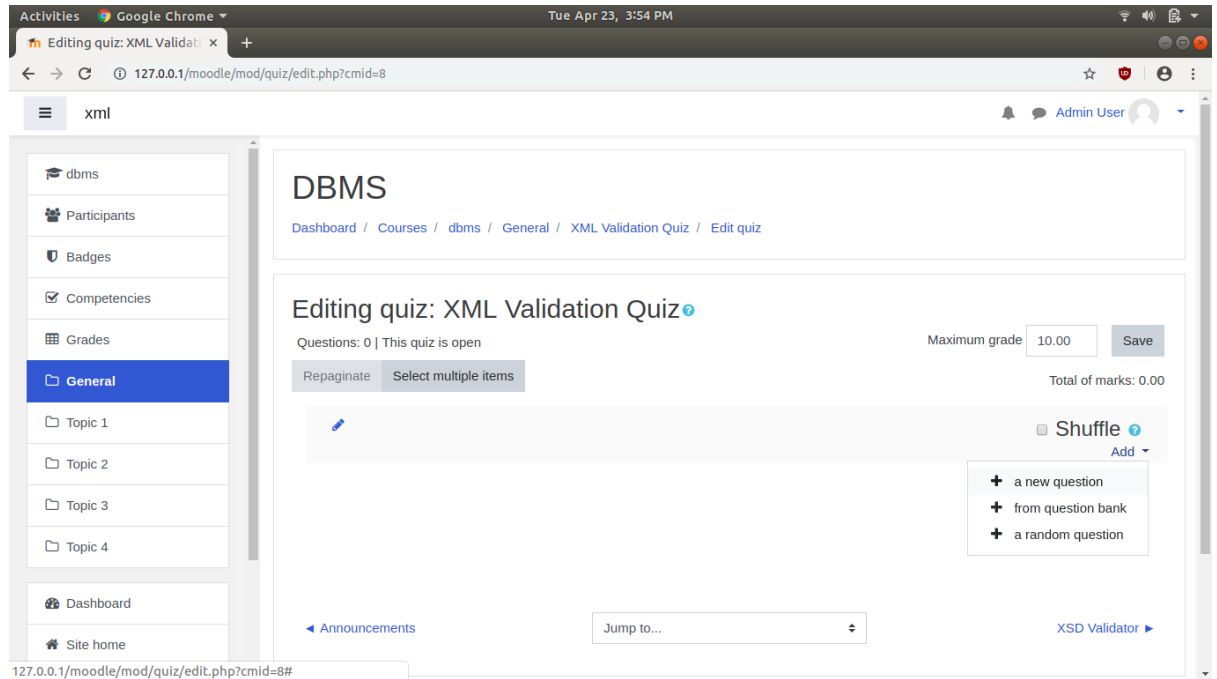 Activities Google Chrome Tue Apr 23, 3:54 PM
Editing quiz: XML Validati × +
127.0.0.1/moodle/mod/quiz/edit.php?cmid=8
xml Admin User
dbms
Participants
Badges
Competencies
Grades
General
Topic 1
Topic 2
Topic 3
Topic 4
Dashboard
Site home
DBMS
Dashboard / Courses / dbms / General / XML Validation Quiz / Edit quiz
Editing quiz: XML Validation Quiz
Questions: 0 | This quiz is open
Maximum grade 10.00 Save
Repaginate Select multiple items
Total of marks: 0.00
Shuffle
Add
a new question
from question bank
a random question
◄ Announcements Jump to... XSD Validator ►
127.0.0.1/moodle/mod/quiz/edit.php?cmid=8#